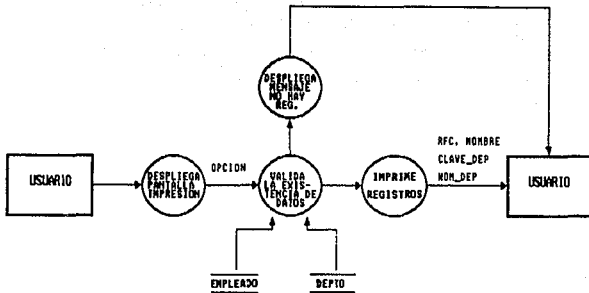 DESPLIEGA
MENSAJE
NO HAY
REG.
USUARIO
DESPLIEGA
PANTALLA
IMPRESION
OPCION
VALIDA
LA EXIS-
TENCIA DE
DATOS
IMPRIME
REGISTROS
RFC, NOMBRE
CLAVE_DEP
NOM_DEP
USUARIO
EMPLEADO
DEPTO